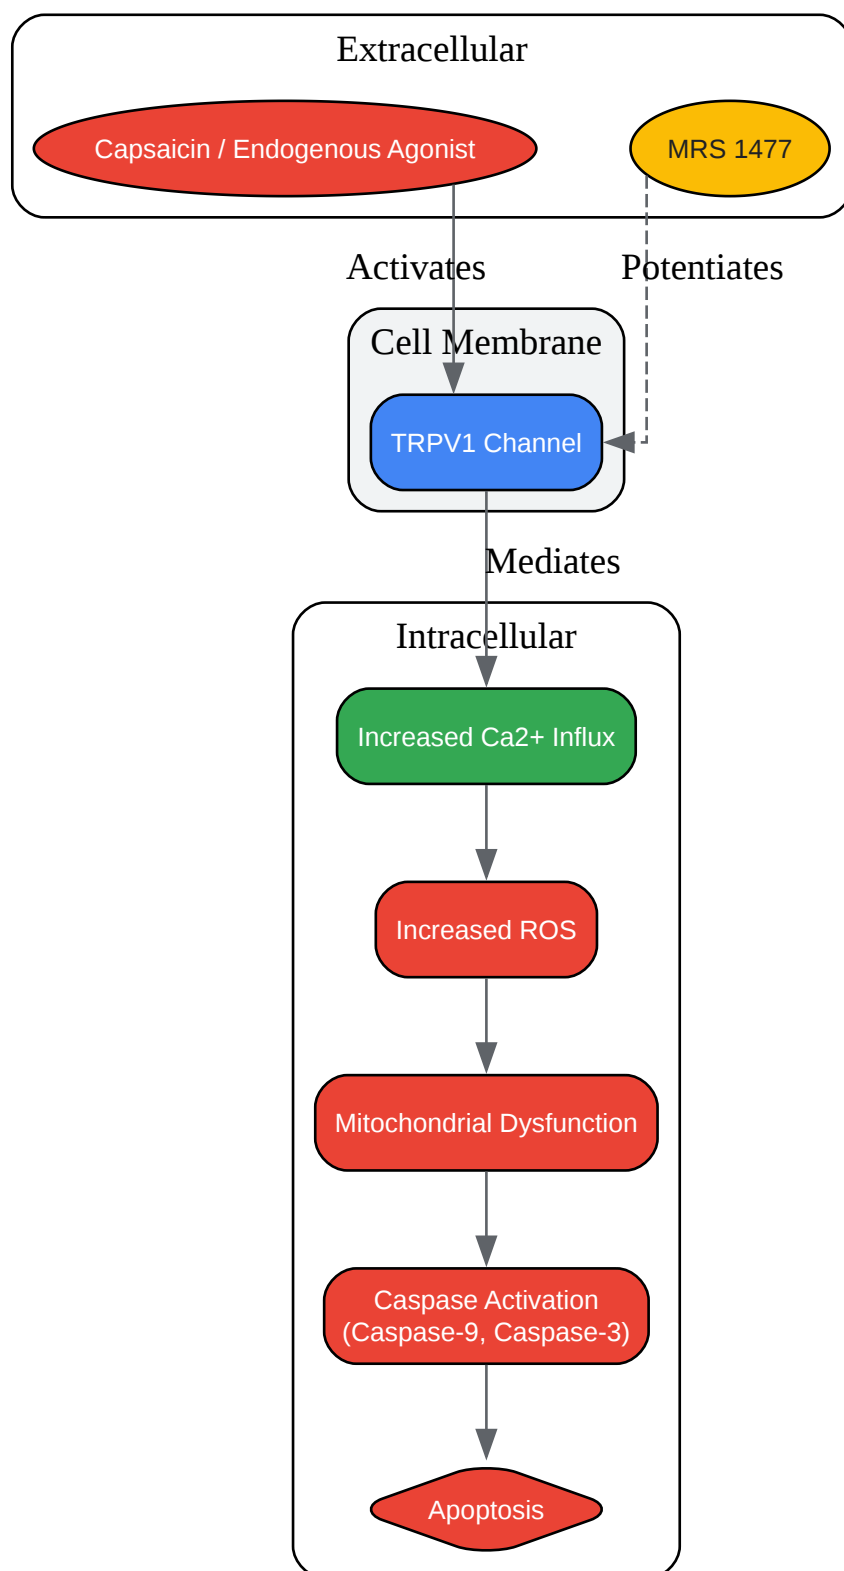 Extracellular
Capsaicin / Endogenous Agonist
MRS 1477
Activates
Potentiates
Cell Membrane
TRPV1 Channel
Mediates
Intracellular
Increased Ca2+ Influx
Increased ROS
Mitochondrial Dysfunction
Caspase Activation
(Caspase-9, Caspase-3)
Apoptosis